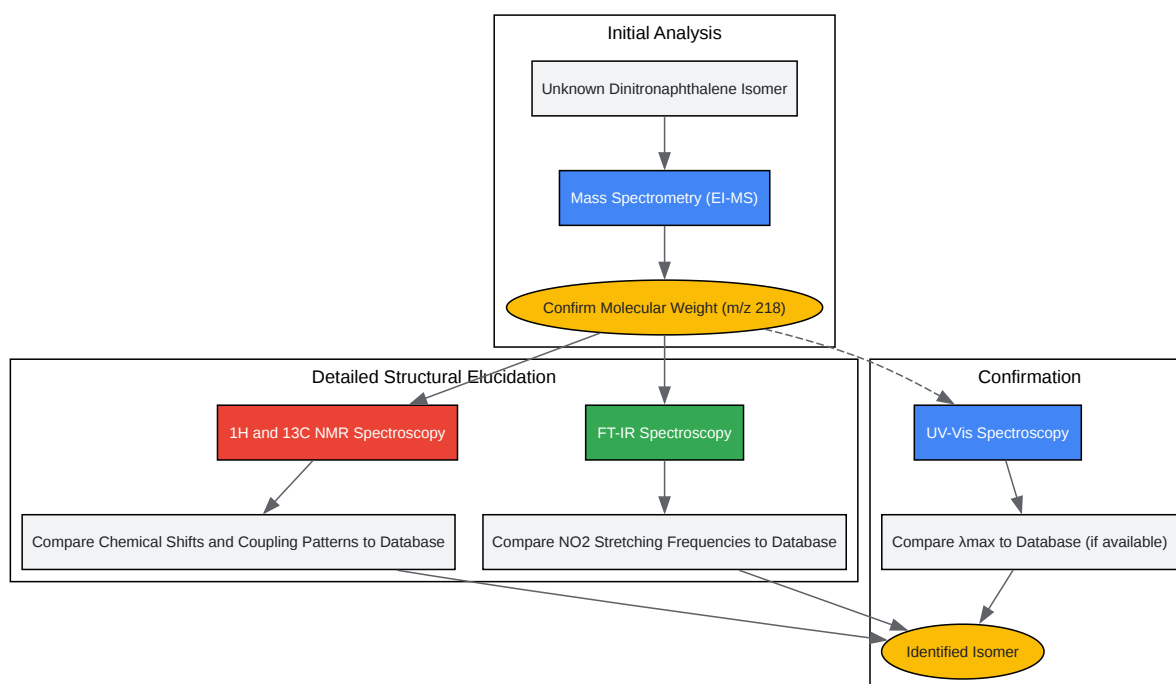 Initial Analysis
Unknown Dinitronaphthalene Isomer
Mass Spectrometry (EI-MS)
Confirm Molecular Weight (m/z 218)
Detailed Structural Elucidation
Confirmation
1H and 13C NMR Spectroscopy
FT-IR Spectroscopy
UV-Vis Spectroscopy
Compare Chemical Shifts and Coupling Patterns to Database
Compare NO2 Stretching Frequencies to Database
Compare λmax to Database (if available)
Identified Isomer